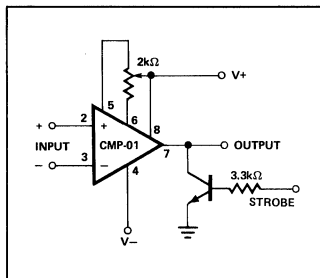 2kΩ
V+
5
6
8
2
+
+
CMP-01
7
OUTPUT
INPUT
3
−
−
4
3.3kΩ
STROBE
V−